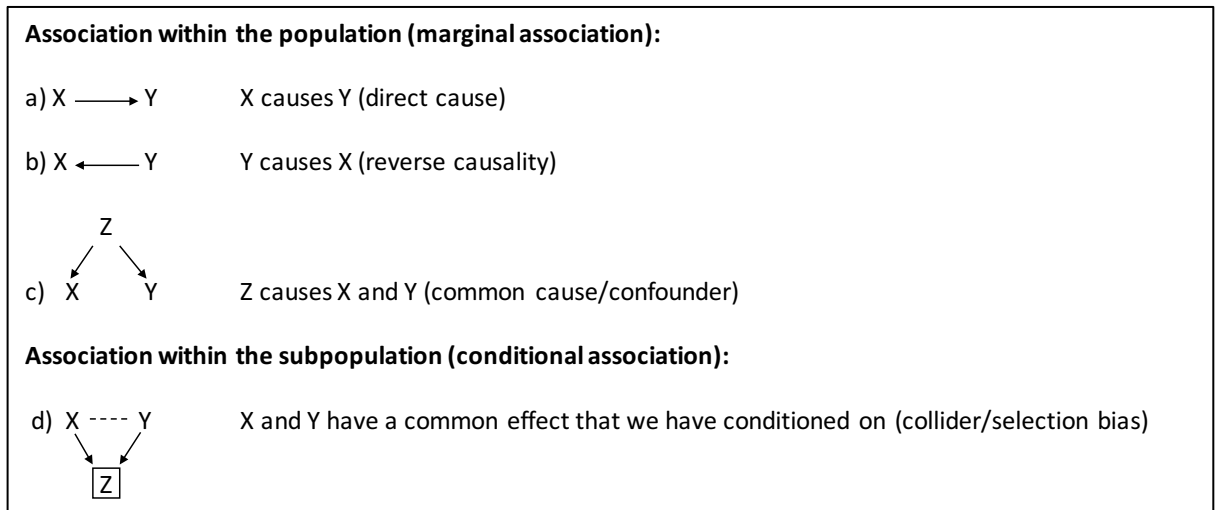 Association within the population (marginal association):
a) X Y X causes Y (direct cause)
b) X Y Y causes X (reverse causality)
Z
c) X Y Z causes X and Y (common cause/confounder)
Association within the subpopulation (conditional association):
d) X ---- Y X and Y have a common effect that we have conditioned on (collider/selection bias)
Z